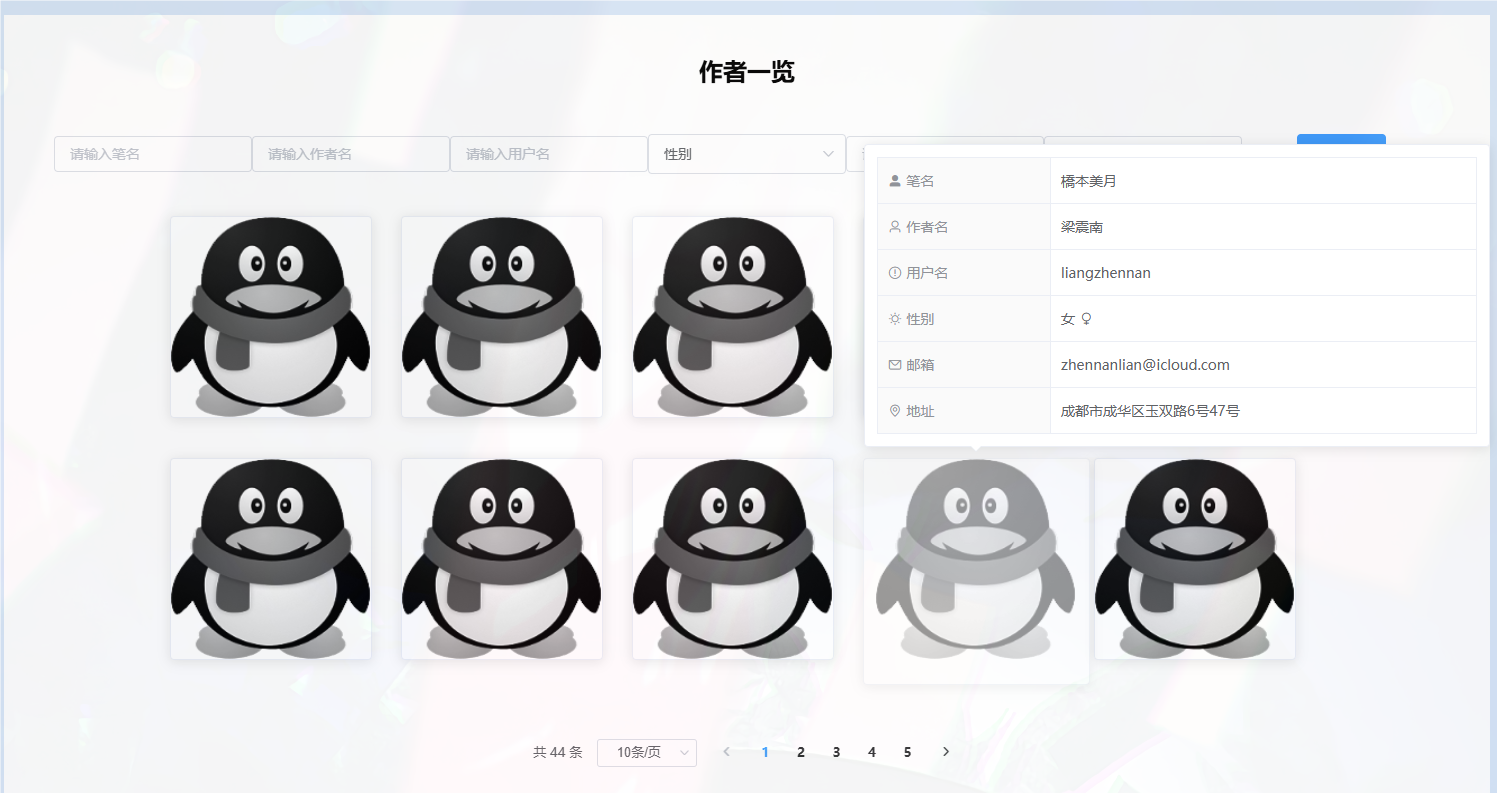 作者一览
请输入笔名 请输入作者名 请输入用户名 性别
笔名 橋本美月
作者名 梁震南
用户名 liangzhennan
性别 女 ♀
邮箱 zhennanlian@icloud.com
地址 成都市成华区玉双路6号47号
共 44 条 10条/页 1 2 3 4 5